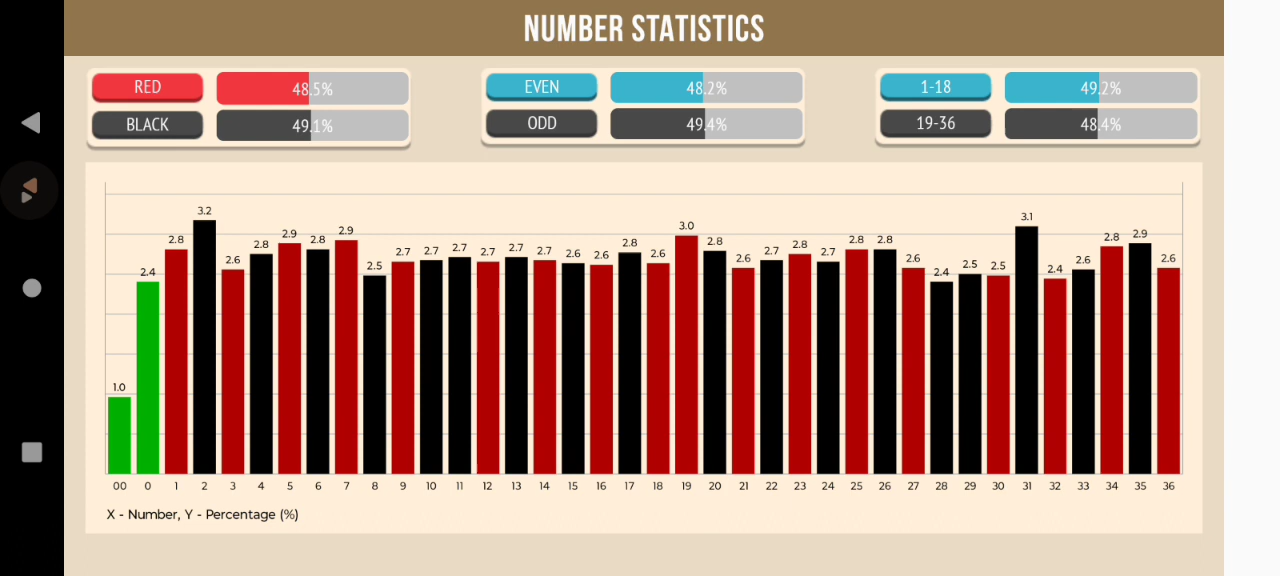 NUMBER STATISTICS
RED 48.5% EVEN 48.2% 1-18 49.2%
BLACK 49.1% ODD 49.4% 19-36 48.4%
1.0 2.4 2.8 3.2 2.6 2.8 2.9 2.8 2.9 2.5 2.7 2.7 2.7 2.7 2.7 2.7 2.6 2.6 2.8 2.6 3.0 2.8 2.6 2.7 2.8 2.7 2.8 2.8 2.6 2.4 2.5 2.5 3.1 2.4 2.6 2.8 2.9 2.6
00 0 1 2 3 4 5 6 7 8 9 10 11 12 13 14 15 16 17 18 19 20 21 22 23 24 25 26 27 28 29 30 31 32 33 34 35 36
X - Number, Y - Percentage (%)